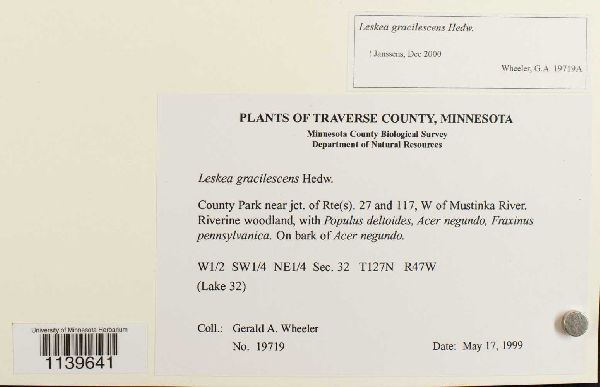 Leskea gracilescens Hedw.
! Janssens, Dec 2000
Wheeler, G.A. 19719A
PLANTS OF TRAVERSE COUNTY, MINNESOTA
Minnesota County Biological Survey
Department of Natural Resources
Leskea gracilescens Hedw.
County Park near jct. of Rte(s). 27 and 117, W of Mustinka River.
Riverine woodland, with Populus deltoides, Acer negundo, Fraxinus
pennsylvanica. On bark of Acer negundo.
W1/2 SW1/4 NE1/4 Sec. 32 T127N R47W
(Lake 32)
Coll.: Gerald A. Wheeler
No. 19719
Date: May 17, 1999
University of Minnesota Herbarium
1139641